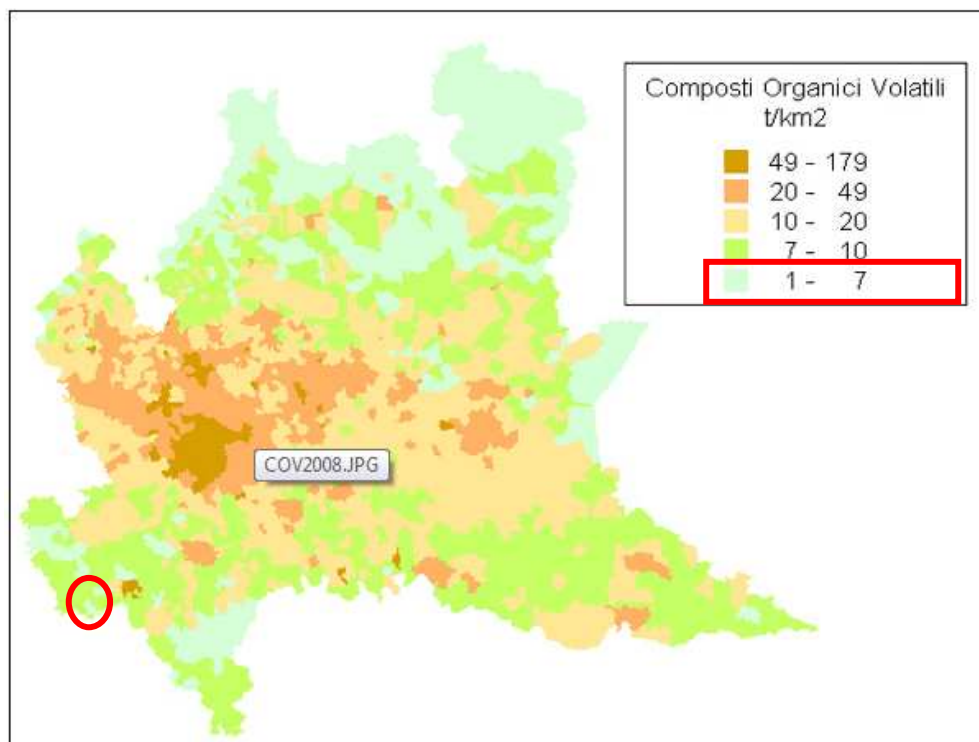 Composti Organici Volatili
t/km2
49 - 179
20 - 49
10 - 20
7 - 10
1 - 7
COV2008.JPG